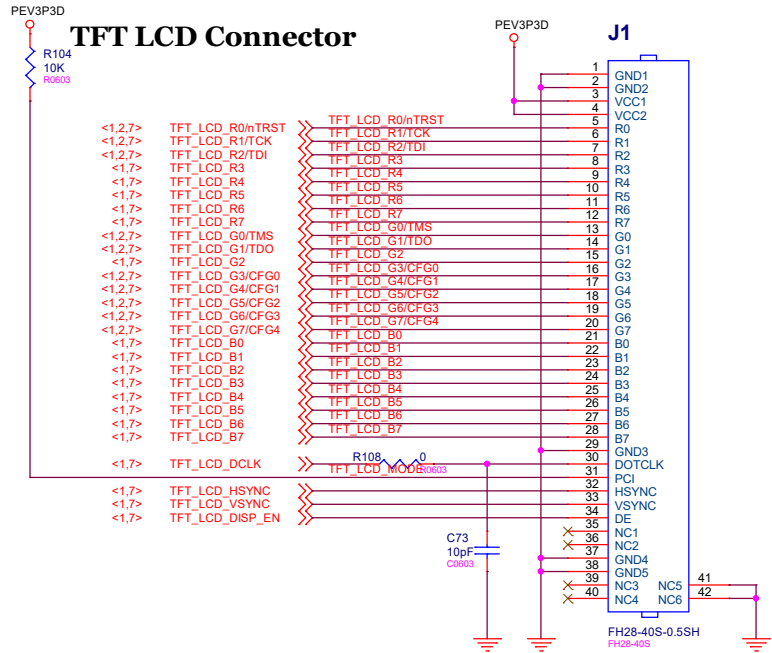 PEV3P3D
TFT LCD Connector
R104
10K
R0603
PEV3P3D
J1
<1,2,7> TFT_LCD_R0/nTRST TFT_LCD_R0/nTRST
<1,2,7> TFT_LCD_R1/TCK TFT_LCD_R1/TCK
<1,2,7> TFT_LCD_R2/TDI TFT_LCD_R2/TDI
<1,7> TFT_LCD_R3 TFT_LCD_R3
<1,7> TFT_LCD_R4 TFT_LCD_R4
<1,7> TFT_LCD_R5 TFT_LCD_R5
<1,7> TFT_LCD_R6 TFT_LCD_R6
<1,7> TFT_LCD_R7 TFT_LCD_R7
<1,2,7> TFT_LCD_G0/TMS TFT_LCD_G0/TMS
<1,2,7> TFT_LCD_G1/TDO TFT_LCD_G1/TDO
<1,7> TFT_LCD_G2 TFT_LCD_G2
<1,2,7> TFT_LCD_G3/CFG0 TFT_LCD_G3/CFG0
<1,2,7> TFT_LCD_G4/CFG1 TFT_LCD_G4/CFG1
<1,2,7> TFT_LCD_G5/CFG2 TFT_LCD_G5/CFG2
<1,2,7> TFT_LCD_G6/CFG3 TFT_LCD_G6/CFG3
<1,2,7> TFT_LCD_G7/CFG4 TFT_LCD_G7/CFG4
<1,7> TFT_LCD_B0 TFT_LCD_B0
<1,7> TFT_LCD_B1 TFT_LCD_B1
<1,7> TFT_LCD_B2 TFT_LCD_B2
<1,7> TFT_LCD_B3 TFT_LCD_B3
<1,7> TFT_LCD_B4 TFT_LCD_B4
<1,7> TFT_LCD_B5 TFT_LCD_B5
<1,7> TFT_LCD_B6 TFT_LCD_B6
<1,7> TFT_LCD_B7 TFT_LCD_B7
R108 0
<1,7> TFT_LCD_DCLK
TFT_LCD_MODE R0603
<1,7> TFT_LCD_HSYNC
<1,7> TFT_LCD_VSYNC
<1,7> TFT_LCD_DISP_EN
C73
10pF
C0603
1 GND1
2 GND2
3 VCC1
4 VCC2
5 R0
6 R1
7 R2
8 R3
9 R4
10 R5
11 R6
12 R7
13 G0
14 G1
15 G2
16 G3
17 G4
18 G5
19 G6
20 G7
21 B0
22 B1
23 B2
24 B3
25 B4
26 B5
27 B6
28 B7
29 GND3
30 DOTCLK
31 PCI
32 HSYNC
33 VSYNC
34 DE
35 NC1
36 NC2
37 GND4
38 GND5
39 NC3 NC5 41
40 NC4 NC6 42
FH28-40S-0.5SH
FH28-40S